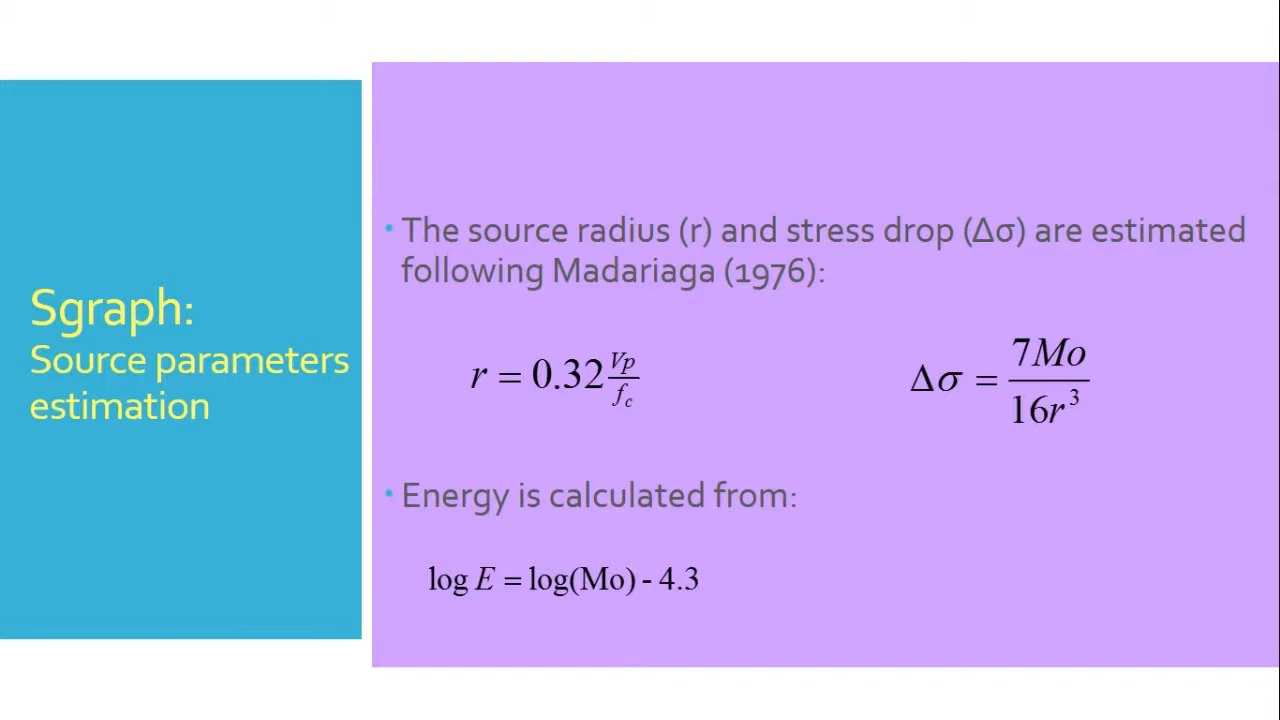 Sgraph:
Source parameters
estimation
• The source radius (r) and stress drop (Δσ) are estimated
following Madariaga (1976):
r = 0.32 Vp/fc
Δσ = 7Mo/16r³
• Energy is calculated from:
log E = log(Mo) - 4.3